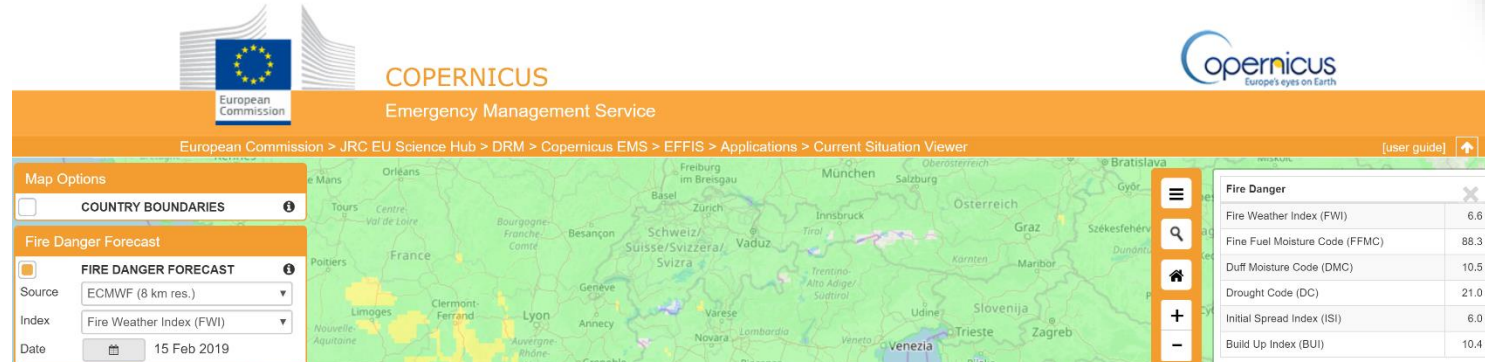 European
Commission
COPERNICUS
Emergency Management Service
opernicus
Europe's eyes on Earth
European Commission > JRC EU Science Hub > DRM > Copernicus EMS > EFFIS > Applications > Current Situation Viewer
[user guide]
Map Options
COUNTRY BOUNDARIES
Fire Danger Forecast
FIRE DANGER FORECAST
Source ECMWF (8 km res.)
Index Fire Weather Index (FWI)
Date 15 Feb 2019
e Mans
Orléans
Freiburg
im Breisgau
München
Salzburg
Oberösterreich
Bratislava
Miskolc
Tours
Centre-
Val de Loire
Bourgogne-
Franche-
Comté
Besançon
Basel
Zürich
Schweiz/
Suisse/Svizzera/
Svizra
Vaduz
Innsbruck
Tirol
Österreich
Graz
Győr
Székesfehérv
Poitiers
France
Genève
Trentino-
Alto Adige/
Südtirol
Kärnten
Maribor
Limoges
Clermont-
Ferrand
Lyon
Annecy
Varese
Novara
Lombardia
Veneto
Udine
Venezia
Slovenija
Trieste
Zagreb
Nouvelle-
Aquitaine
Auvergne-
Rhône-
Grenoble
Fire Danger
Fire Weather Index (FWI) 6.6
Fine Fuel Moisture Code (FFMC) 88.3
Duff Moisture Code (DMC) 10.5
Drought Code (DC) 21.0
Initial Spread Index (ISI) 6.0
Build Up Index (BUI) 10.4